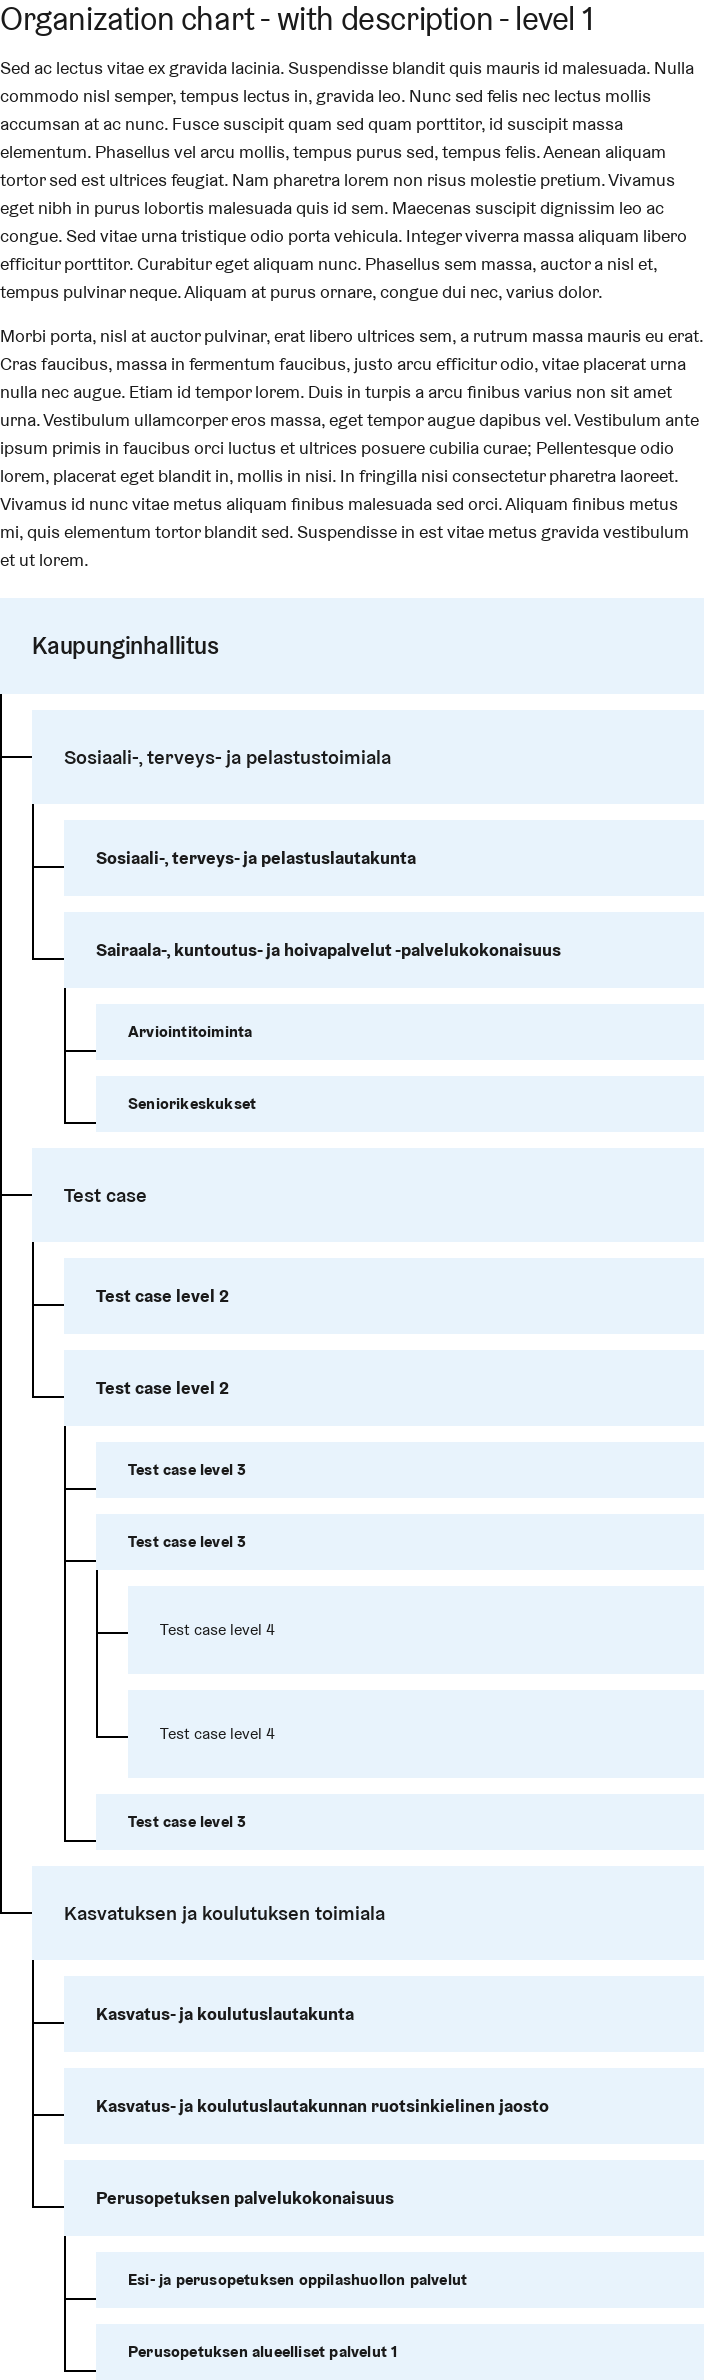 Organization chart - with description - level 1
Sed ac lectus vitae ex gravida lacinia. Suspendisse blandit quis mauris id malesuada. Nulla
commodo nisl semper, tempus lectus in, gravida leo. Nunc sed felis nec lectus mollis
accumsan at ac nunc. Fusce suscipit quam sed quam porttitor, id suscipit massa
elementum. Phasellus vel arcu mollis, tempus purus sed, tempus felis. Aenean aliquam
tortor sed est ultrices feugiat. Nam pharetra lorem non risus molestie pretium. Vivamus
eget nibh in purus lobortis malesuada quis id sem. Maecenas suscipit dignissim leo ac
congue. Sed vitae urna tristique odio porta vehicula. Integer viverra massa aliquam libero
efficitur porttitor. Curabitur eget aliquam nunc. Phasellus sem massa, auctor a nisl et,
tempus pulvinar neque. Aliquam at purus ornare, congue dui nec, varius dolor.
Morbi porta, nisl at auctor pulvinar, erat libero ultrices sem, a rutrum massa mauris eu erat.
Cras faucibus, massa in fermentum faucibus, justo arcu efficitur odio, vitae placerat urna
nulla nec augue. Etiam id tempor lorem. Duis in turpis a arcu finibus varius non sit amet
urna. Vestibulum ullamcorper eros massa, eget tempor augue dapibus vel. Vestibulum ante
ipsum primis in faucibus orci luctus et ultrices posuere cubilia curae; Pellentesque odio
lorem, placerat eget blandit in, mollis in nisi. In fringilla nisi consectetur pharetra laoreet.
Vivamus id nunc vitae metus aliquam finibus malesuada sed orci. Aliquam finibus metus
mi, quis elementum tortor blandit sed. Suspendisse in est vitae metus gravida vestibulum
et ut lorem.
Kaupunginhallitus
Sosiaali-, terveys- ja pelastustoimiala
Sosiaali-, terveys- ja pelastuslautakunta
Sairaala-, kuntoutus- ja hoivapalvelut -palvelukokonaisuus
Arviointitoiminta
Seniorikeskukset
Test case
Test case level 2
Test case level 2
Test case level 3
Test case level 3
Test case level 4
Test case level 4
Test case level 3
Kasvatuksen ja koulutuksen toimiala
Kasvatus- ja koulutuslautakunta
Kasvatus- ja koulutuslautakunnan ruotsinkielinen jaosto
Perusopetuksen palvelukokonaisuus
Esi- ja perusopetuksen oppilashuollon palvelut
Perusopetuksen alueelliset palvelut 1